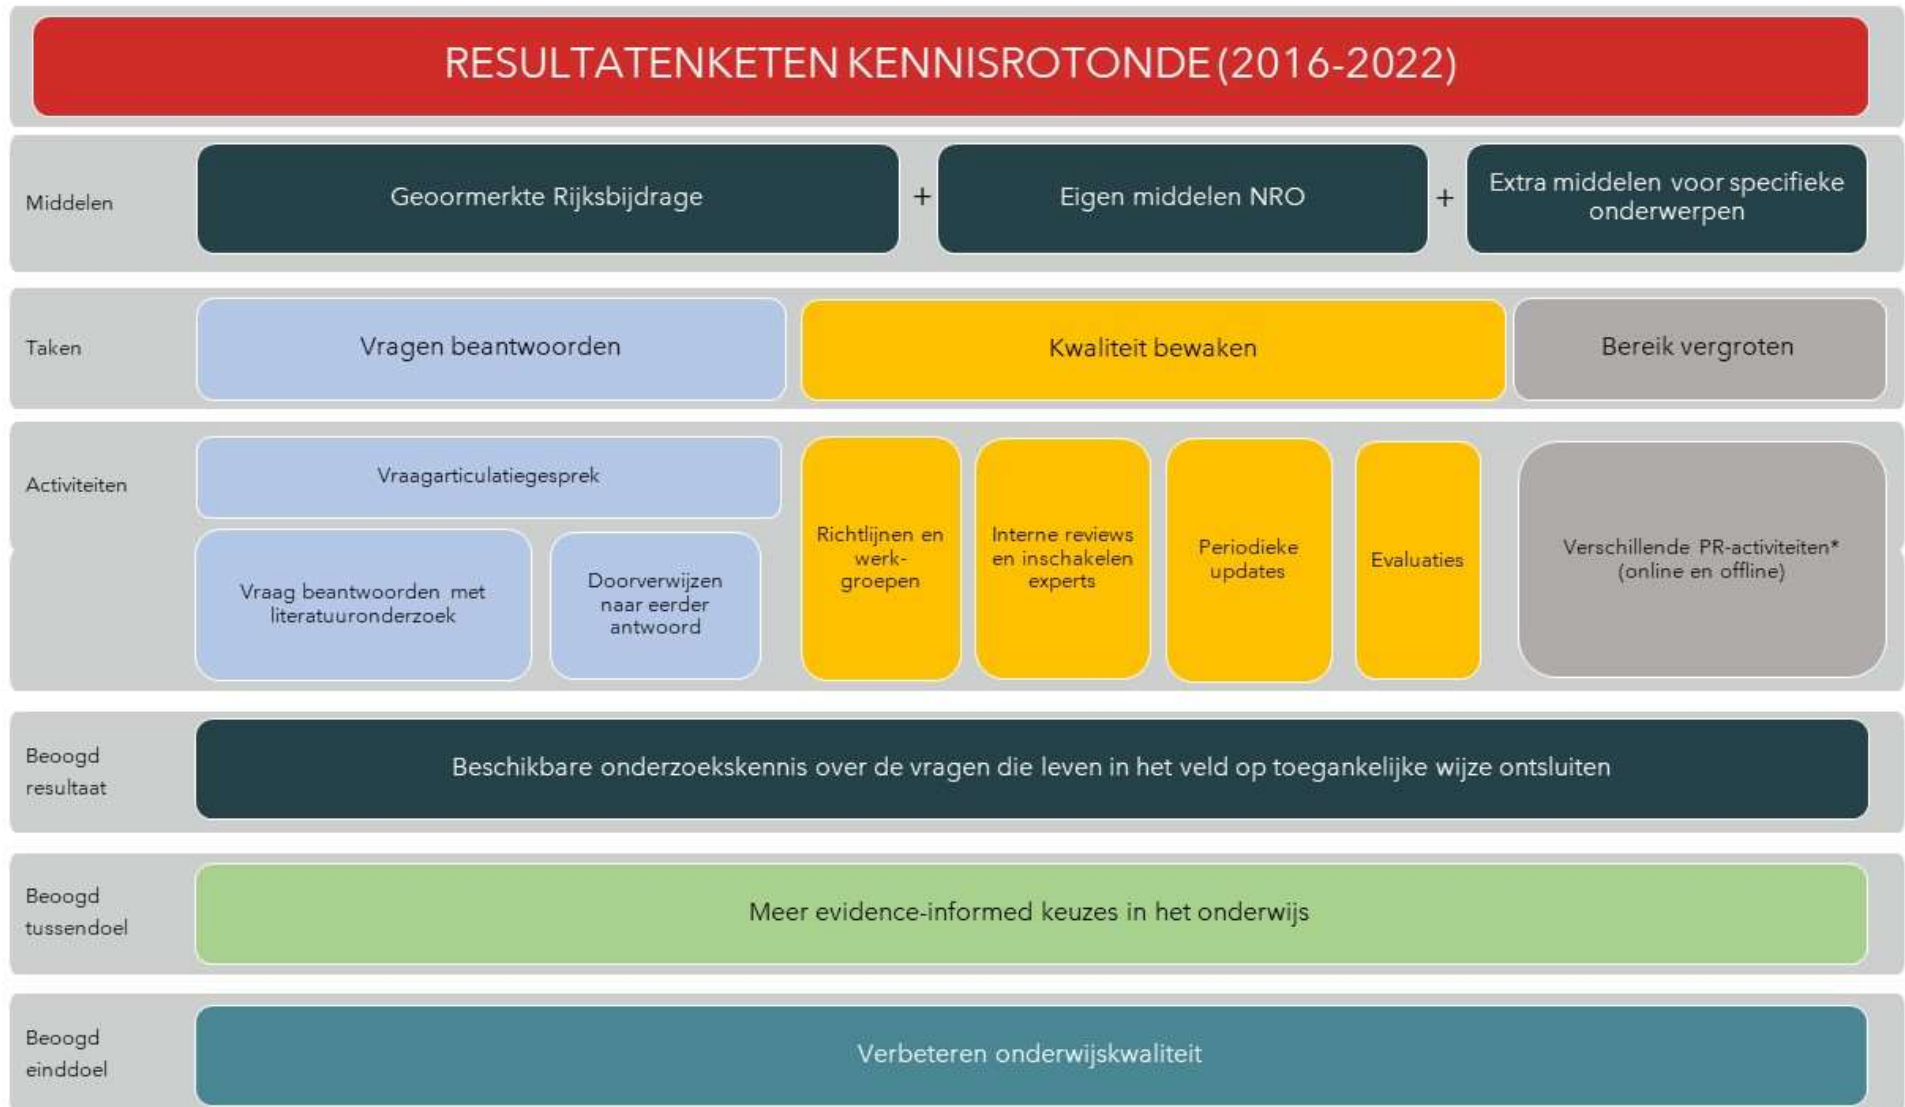 RESULTATENKETEN KENNISROTONDE (2016-2022)
Middelen
Geoormerkte Rijksbijdrage
+
Eigen middelen NRO
+
Extra middelen voor specifieke
onderwerpen
Taken
Vragen beantwoorden
Kwaliteit bewaken
Bereik vergroten
Activiteiten
Vraagarticulatiegesprek
Vraag beantwoorden met
literatuuronderzoek
Doorverwijzen
naar eerder
antwoord
Richtlijnen en
werk-
groepen
Interne reviews
en inschakelen
experts
Periodieke
updates
Evaluaties
Verschillende PR-activiteiten*
(online en offline)
Beoogd
resultaat
Beschikbare onderzoekskennis over de vragen die leven in het veld op toegankelijke wijze ontsluiten
Beoogd
tussendoel
Meer evidence-informed keuzes in het onderwijs
Beoogd
einddoel
Verbeteren onderwijskwaliteit